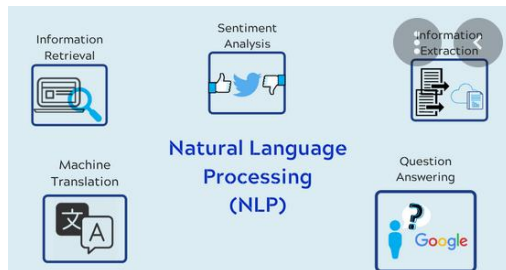 Information
Retrieval
Sentiment
Analysis
Information
Extraction
Natural Language
Processing
(NLP)
Machine
Translation
文
A
Question
Answering
?
Google